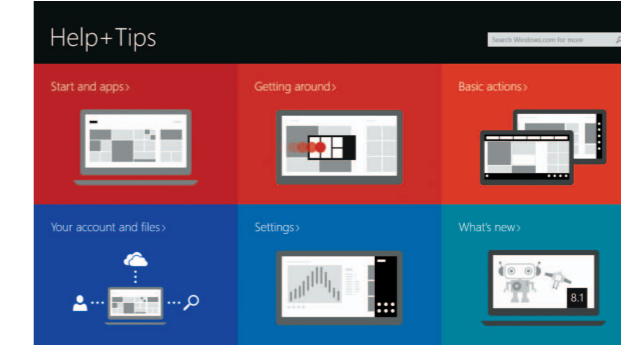 Help+Tips
Search Windows.com for more
Start and apps>
Getting around>
Basic actions>
Your account and files>
Settings>
What's new>
8.1